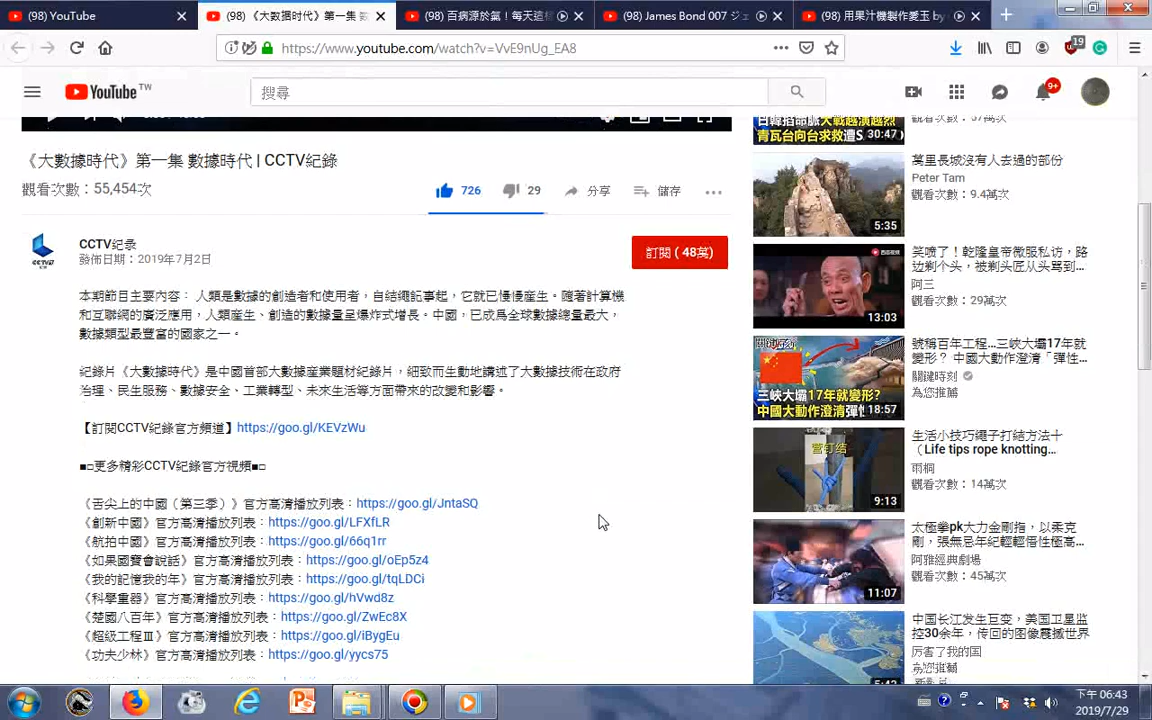 (98) YouTube
(98) 《大数据时代》第一集 数
(98) 百病源於氣！每天這樣
(98) James Bond 007 ジェ
(98) 用果汁機製作愛玉 by
https://www.youtube.com/watch?v=VvE9nUg_EA8
19
YouTube TW
搜尋
9+
《大數據時代》第一集 數據時代 | CCTV紀錄
觀看次數：55,454次
726
29
分享
儲存
CCTV纪录
發佈日期：2019年7月2日
訂閱 ( 48萬)
本期節目主要內容： 人類是數據的創造者和使用者，自結繩記事起，它就已慢慢産生。隨著計算機
和互聯網的廣泛應用，人類産生、創造的數據量呈爆炸式增長。中國，已成爲全球數據總量最大，
數據類型最豐富的國家之一。
紀錄片《大數據時代》是中國首部大數據産業題材紀錄片，細致而生動地講述了大數據技術在政府
治理、民生服務、數據安全、工業轉型、未來生活等方面帶來的改變和影響。
【訂閱CCTV紀錄官方頻道】https://goo.gl/KEVzWu
■□更多精彩CCTV紀錄官方視頻■□
《舌尖上的中國（第三季）》官方高清播放列表：https://goo.gl/JntaSQ
《創新中國》官方高清播放列表：https://goo.gl/LFXfLR
《航拍中國》官方高清播放列表：https://goo.gl/66q1rr
《如果國寶會說話》官方高清播放列表：https://goo.gl/oEp5z4
《我的記憶我的年》官方高清播放列表：https://goo.gl/tqLDCi
《科學重器》官方高清播放列表：https://goo.gl/hVwd8z
《楚國八百年》官方高清播放列表：https://goo.gl/ZwEc8X
《超級工程Ⅲ》官方高清播放列表：https://goo.gl/iBygEu
《功夫少林》官方高清播放列表：https://goo.gl/yycs75
青瓦台向台求救遭S
30:47
萬里長城沒有人去過的部份
Peter Tam
觀看次數：9.4萬次
5:35
笑喷了！乾隆皇帝微服私访，路
边剃个头，被剃头匠从头骂到...
阿三
觀看次數：29萬次
13:03
號稱百年工程...三峽大壩17年就
變形？ 中國大動作澄清「彈性...
關鍵時刻
為您推薦
關鍵時刻
三峽大壩17年就變形?
中國大動作澄清彈性
18:57
生活小技巧繩子打结方法十
（Life tips rope knotting...
雨桐
觀看次數：14萬次
营钉结
9:13
太極拳pk大力金剛指，以柔克
剛，張無忌年紀輕輕悟性極高...
阿雅經典劇場
觀看次數：45萬次
11:07
中国长江发生巨变，美国卫星监
控30余年，传回的图像震撼世界
厉害了我的国
為您推薦
下午 06:43
2019/7/29